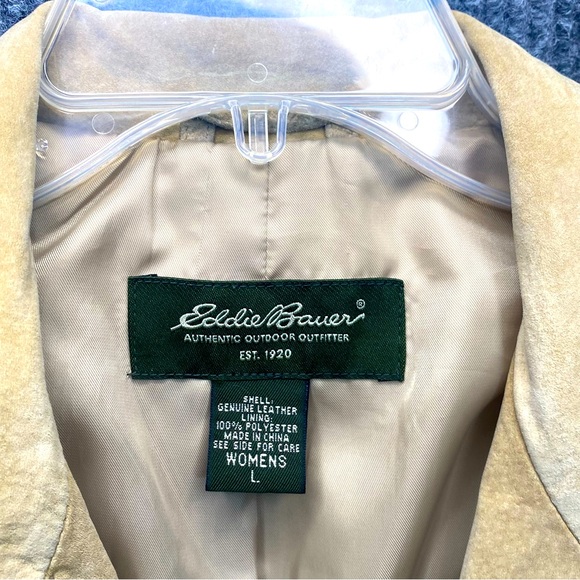 Eddie Bauer®
AUTHENTIC OUTDOOR OUTFITTER
EST. 1920
SHELL:
GENUINE LEATHER
LINING:
100% POLYESTER
MADE IN CHINA
SEE SIDE FOR CARE
WOMENS
L